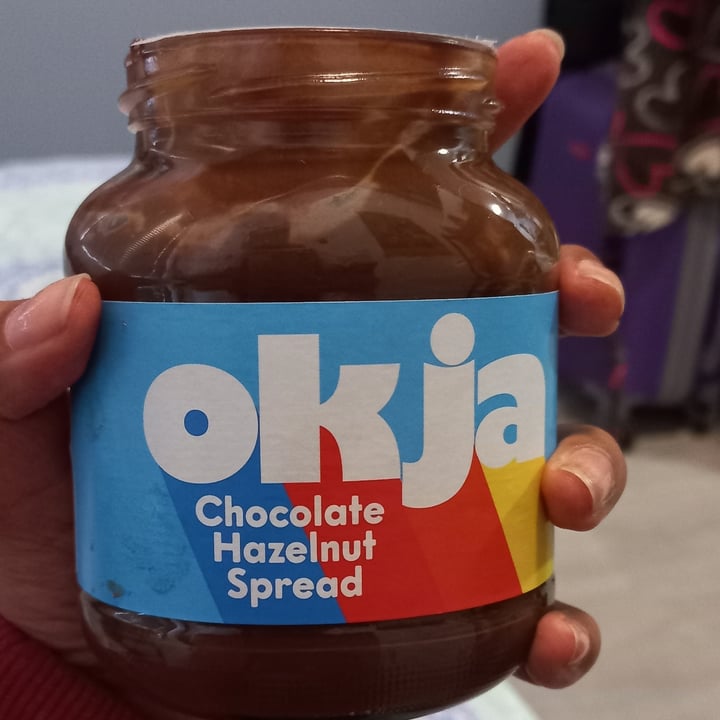 okja
Chocolate
Hazelnut
Spread